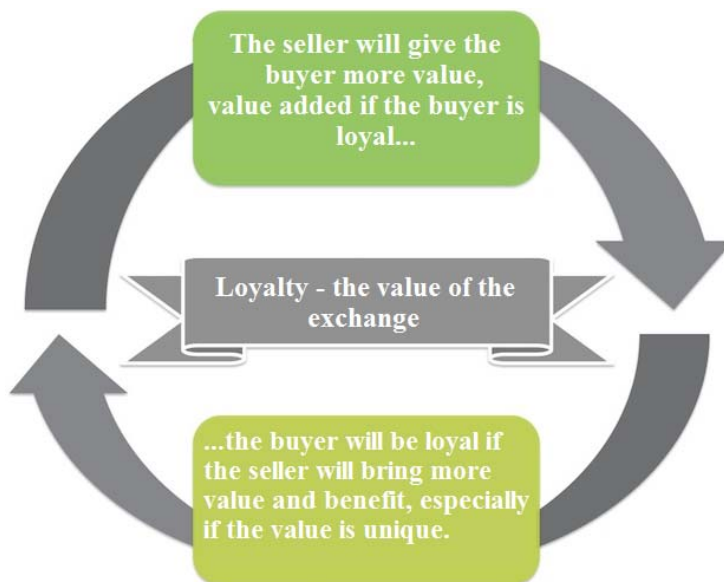 The seller will give the
buyer more value,
value added if the buyer is
loyal...
Loyalty - the value of the
exchange
...the buyer will be loyal if
the seller will bring more
value and benefit, especially
if the value is unique.